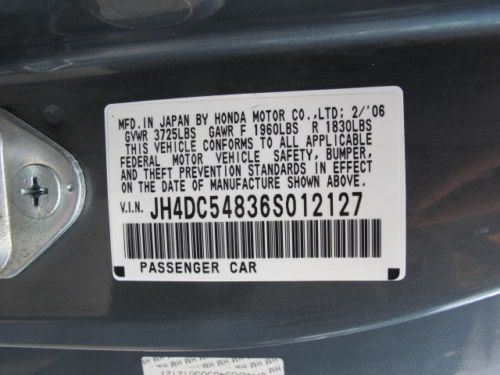 MFD. IN JAPAN BY HONDA MOTOR CO.,LTD; 2/'06
GVWR 3725LBS GAWR F 1960LBS R 1830LBS
THIS VEHICLE CONFORMS TO ALL APPLICABLE
FEDERAL MOTOR VEHICLE SAFETY, BUMPER,
AND THEFT PREVENTION STANDARDS IN EFFECT
ON THE DATE OF MANUFACTURE SHOWN ABOVE.
V.I.N. JH4DC54836S012127
PASSENGER CAR